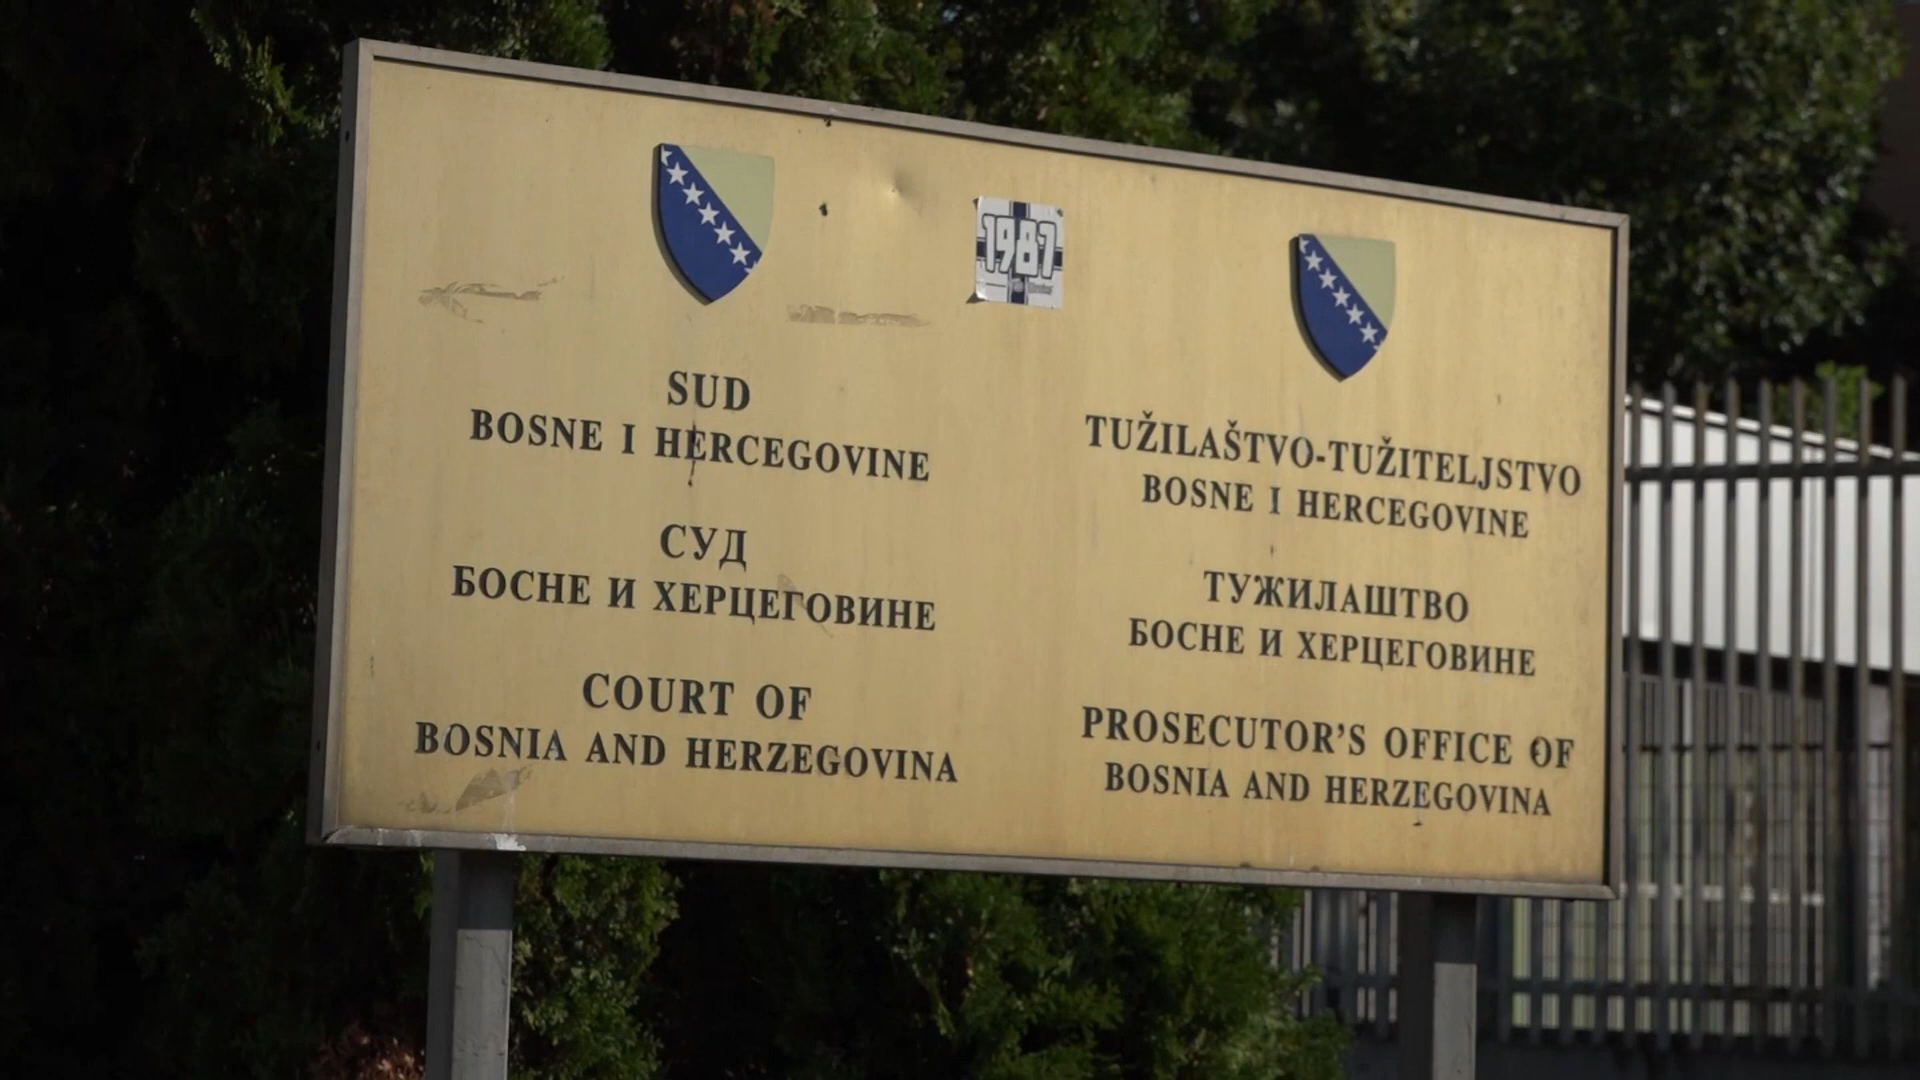 1987
SUD
BOSNE I HERCEGOVINE
СУД
БОСНЕ И ХЕРЦЕГОВИНЕ
COURT OF
BOSNIA AND HERZEGOVINA
TUŽILAŠTVO-TUŽITELJSTVO
BOSNE I HERCEGOVINE
ТУЖИЛАШТВО
БОСНЕ И ХЕРЦЕГОВИНЕ
PROSECUTOR'S OFFICE OF
BOSNIA AND HERZEGOVINA